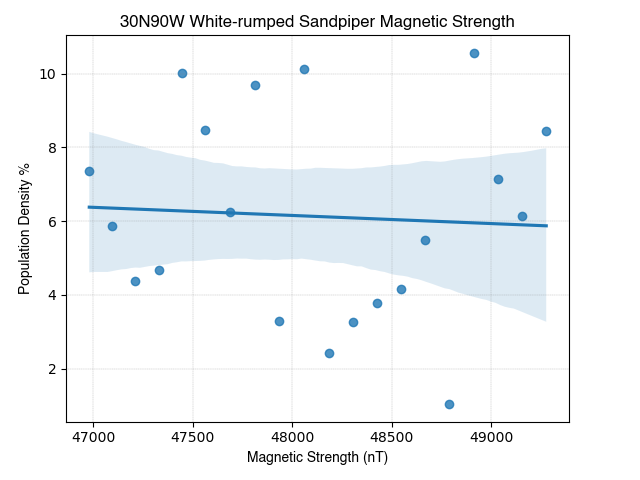 30N90W White-rumped Sandpiper Magnetic Strength
10
8
6
4
2
Population Density %
47000 47500 48000 48500 49000
Magnetic Strength (nT)